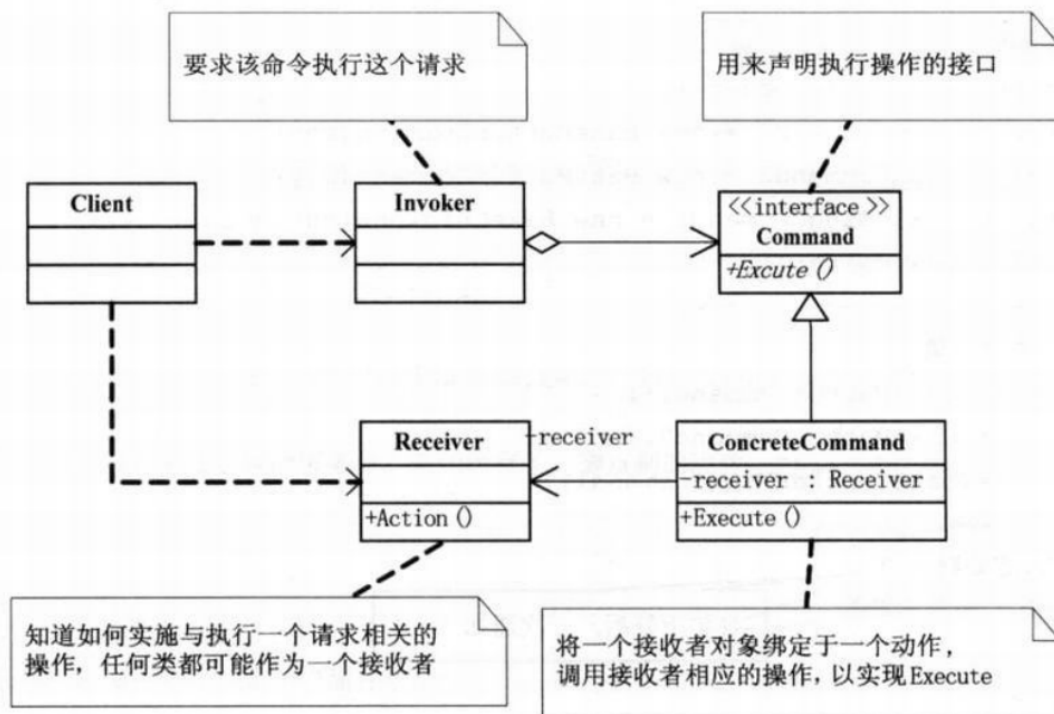 要求该命令执行这个请求
用来声明执行操作的接口
Client
Invoker
<<interface >>
Command
+Excute ()
Receiver
-receiver
ConcreteCommand
-receiver : Receiver
+Action ()
+Execute ()
知道如何实施与执行一个请求相关的
操作，任何类都可能作为一个接收者
将一个接收者对象绑定于一个动作，
调用接收者相应的操作，以实现Execute